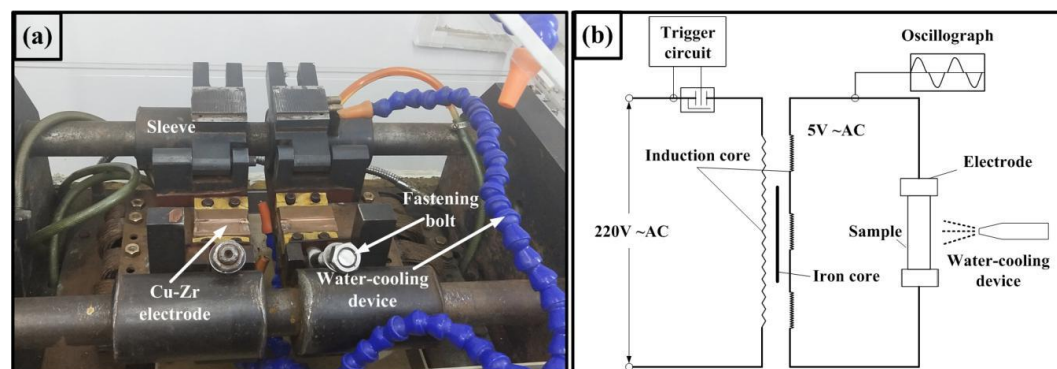 (a)
Sleeve
Fastening
bolt
Cu-Zr
electrode
Water-cooling
device
(b)
Trigger
circuit
Oscillograph
5V ~AC
Induction core
Electrode
220V ~AC
Sample
Iron core
Water-cooling
device